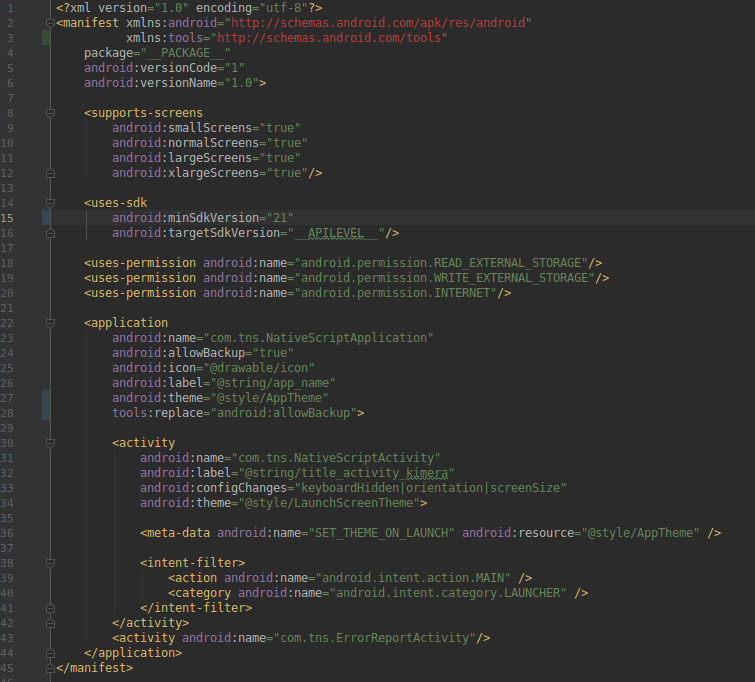 1 <?xml version="1.0" encoding="utf-8"?>
2 <manifest xmlns:android="http://schemas.android.com/apk/res/android"
3           xmlns:tools="http://schemas.android.com/tools"
4     package="__PACKAGE__"
5     android:versionCode="1"
6     android:versionName="1.0">
7
8     <supports-screens
9         android:smallScreens="true"
10         android:normalScreens="true"
11         android:largeScreens="true"
12         android:xlargeScreens="true"/>
13
14     <uses-sdk
15         android:minSdkVersion="21"
16         android:targetSdkVersion="__APILEVEL__"/>
17
18     <uses-permission android:name="android.permission.READ_EXTERNAL_STORAGE"/>
19     <uses-permission android:name="android.permission.WRITE_EXTERNAL_STORAGE"/>
20     <uses-permission android:name="android.permission.INTERNET"/>
21
22     <application
23         android:name="com.tns.NativeScriptApplication"
24         android:allowBackup="true"
25         android:icon="@drawable/icon"
26         android:label="@string/app_name"
27         android:theme="@style/AppTheme"
28         tools:replace="android:allowBackup">
29
30         <activity
31             android:name="com.tns.NativeScriptActivity"
32             android:label="@string/title_activity_kimera"
33             android:configChanges="keyboardHidden|orientation|screenSize"
34             android:theme="@style/LaunchScreenTheme">
35
36             <meta-data android:name="SET_THEME_ON_LAUNCH" android:resource="@style/AppTheme" />
37
38             <intent-filter>
39                 <action android:name="android.intent.action.MAIN" />
40                 <category android:name="android.intent.category.LAUNCHER" />
41             </intent-filter>
42         </activity>
43         <activity android:name="com.tns.ErrorReportActivity"/>
44     </application>
45 </manifest>